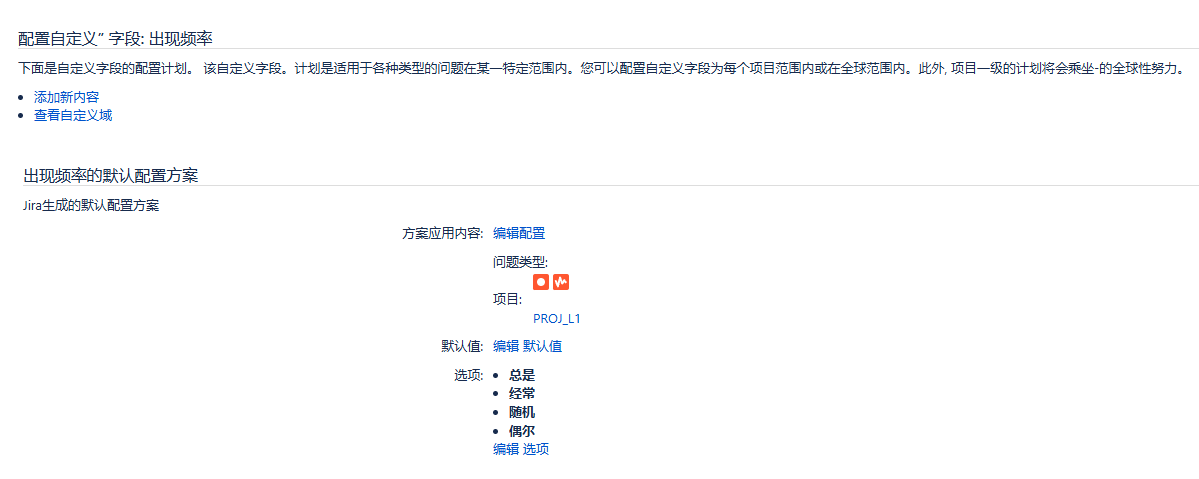 配置自定义” 字段: 出现频率
下面是自定义字段的配置计划。 该自定义字段。计划是适用于各种类型的问题在某一特定范围内。您可以配置自定义字段为每个项目范围内或在全球范围内。此外, 项目一级的计划将会乘坐-的全球性努力。
添加新内容
查看自定义域
出现频率的默认配置方案
Jira生成的默认配置方案
方案应用内容: 编辑配置
问题类型:
项目:
PROJ_L1
默认值: 编辑 默认值
选项: • 总是
• 经常
• 随机
• 偶尔
编辑 选项